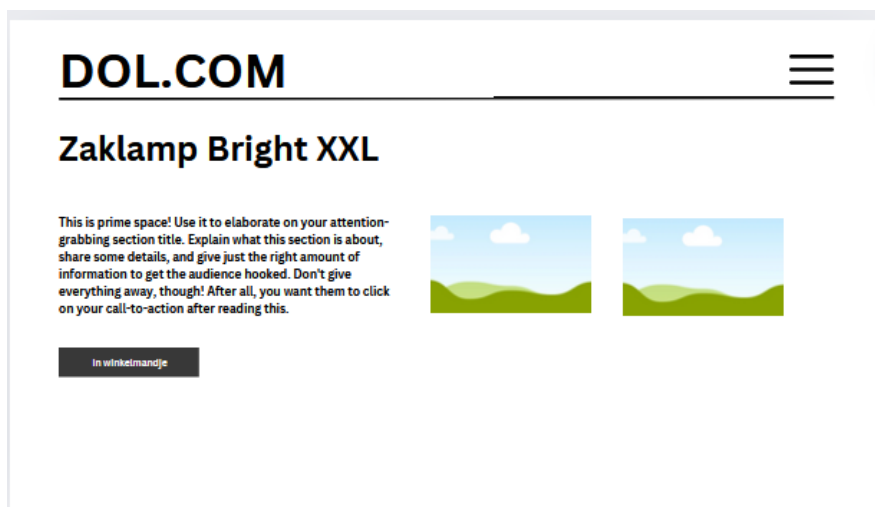 DOL.COM
Zaklamp Bright XXL
This is prime space! Use it to elaborate on your attention-
grabbing section title. Explain what this section is about,
share some details, and give just the right amount of
information to get the audience hooked. Don't give
everything away, though! After all, you want them to click
on your call-to-action after reading this.
In winkelmandje